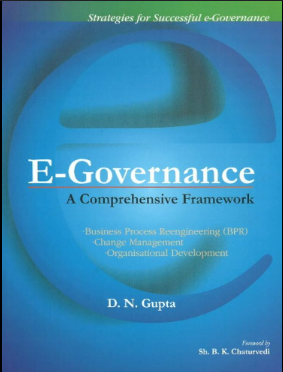 Strategies for Successful e-Governance
E-Governance
A Comprehensive Framework
·Business Process Reengineering (BPR)
·Change Management
·Organisational Development
D. N. Gupta
Foreword by
Sh. B. K. Chaturvedi